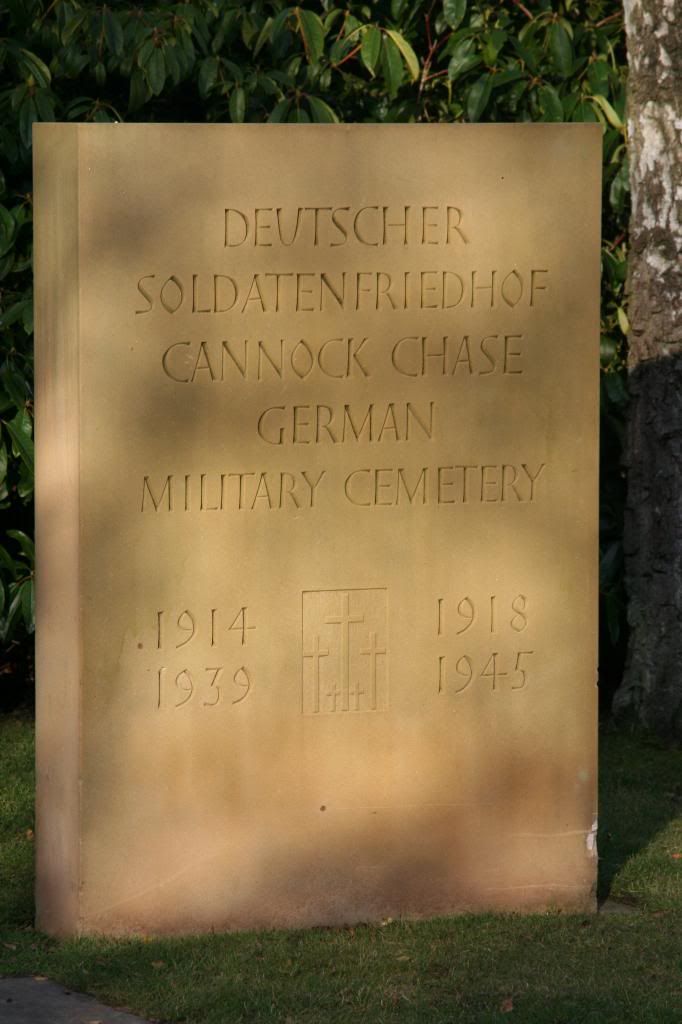 DEUTSCHER
SOLDATENFRIEDHOF
CANNOCK CHASE
GERMAN
MILITARY CEMETERY
1914 1918
1939 1945